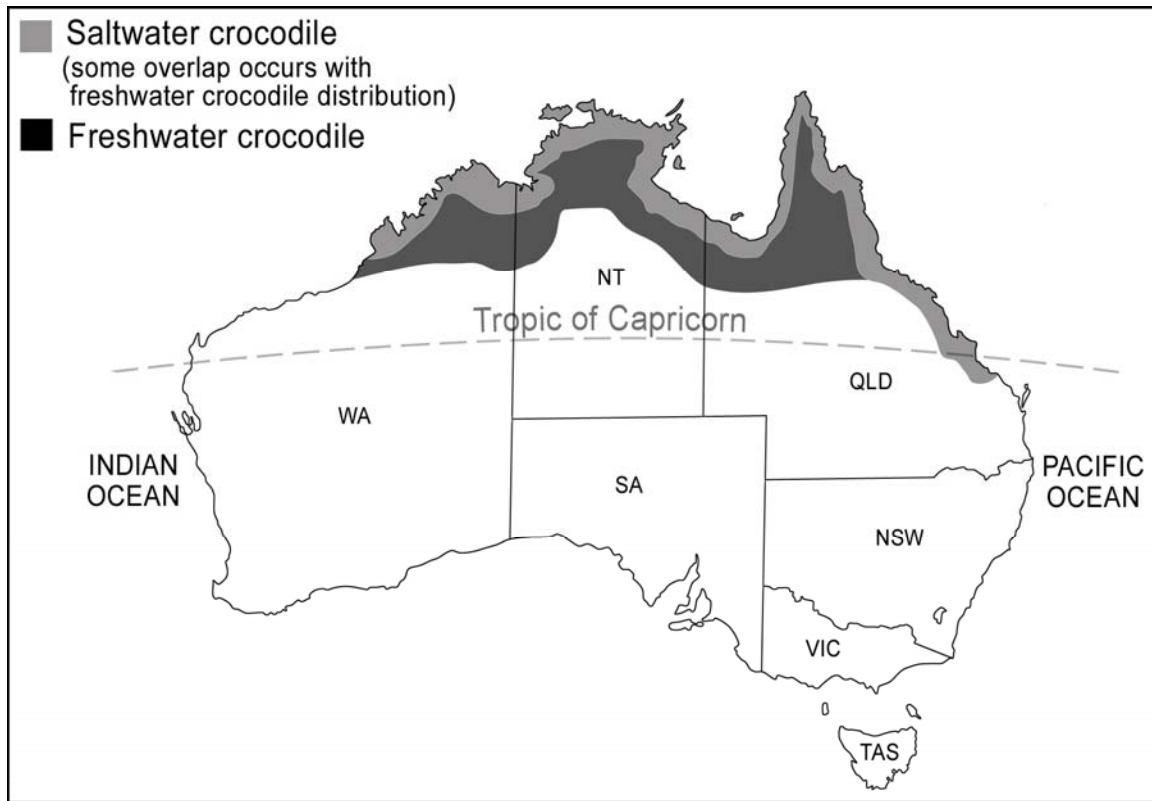 Saltwater crocodile
(some overlap occurs with
freshwater crocodile distribution)
Freshwater crocodile
NT
Tropic of Capricorn
QLD
WA
INDIAN
OCEAN
SA
PACIFIC
OCEAN
NSW
VIC
TAS